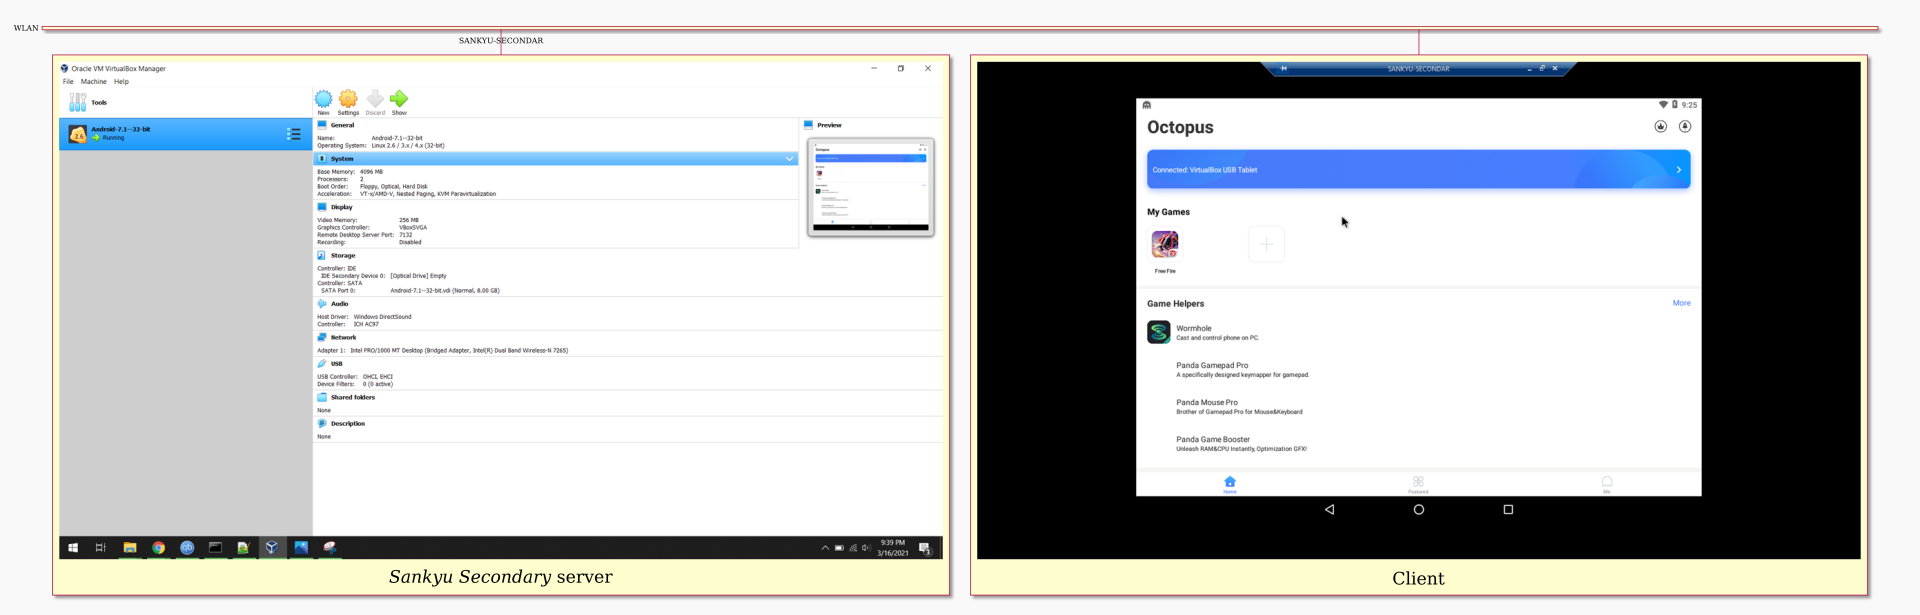 WLAN
SANKYU-SECONDAR
Oracle VM VirtualBox Manager
File Machine Help
Tools
New Settings Discard Show
Android-7.1--32-bit
Running
2.6
General
Name: Android-7.1--32-bit
Operating System: Linux 2.6 / 3.x / 4.x (32-bit)
System
Base Memory: 4096 MB
Processors: 2
Boot Order: Floppy, Optical, Hard Disk
Acceleration: VT-x/AMD-V, Nested Paging, KVM Paravirtualization
Display
Video Memory: 256 MB
Graphics Controller: VBoxSVGA
Remote Desktop Server Port: 7132
Recording: Disabled
Storage
Controller: IDE
IDE Secondary Device 0: [Optical Drive] Empty
Controller: SATA
SATA Port 0: Android-7.1--32-bit.vdi (Normal, 8.00 GB)
Audio
Host Driver: Windows DirectSound
Controller: ICH AC97
Network
Adapter 1: Intel PRO/1000 MT Desktop (Bridged Adapter, Intel(R) Dual Band Wireless-N 7265)
USB
USB Controller: OHCI, EHCI
Device Filters: 0 (0 active)
Shared folders
None
Description
None
Preview
Octopus
qb
9:39 PM
3/16/2021
3
Sankyu Secondary server
SANKYU-SECONDAR
9:25
Octopus
Connected: VirtualBox USB Tablet
My Games
Free Fire
Game Helpers More
Wormhole
Cast and control phone on PC.
Panda Gamepad Pro
A specifically designed keymapper for gamepad.
Panda Mouse Pro
Brother of Gamepad Pro for Mouse&Keyboard
Panda Game Booster
Unleash RAM&CPU Instantly, Optimization GFX!
Home Featured Me
Client